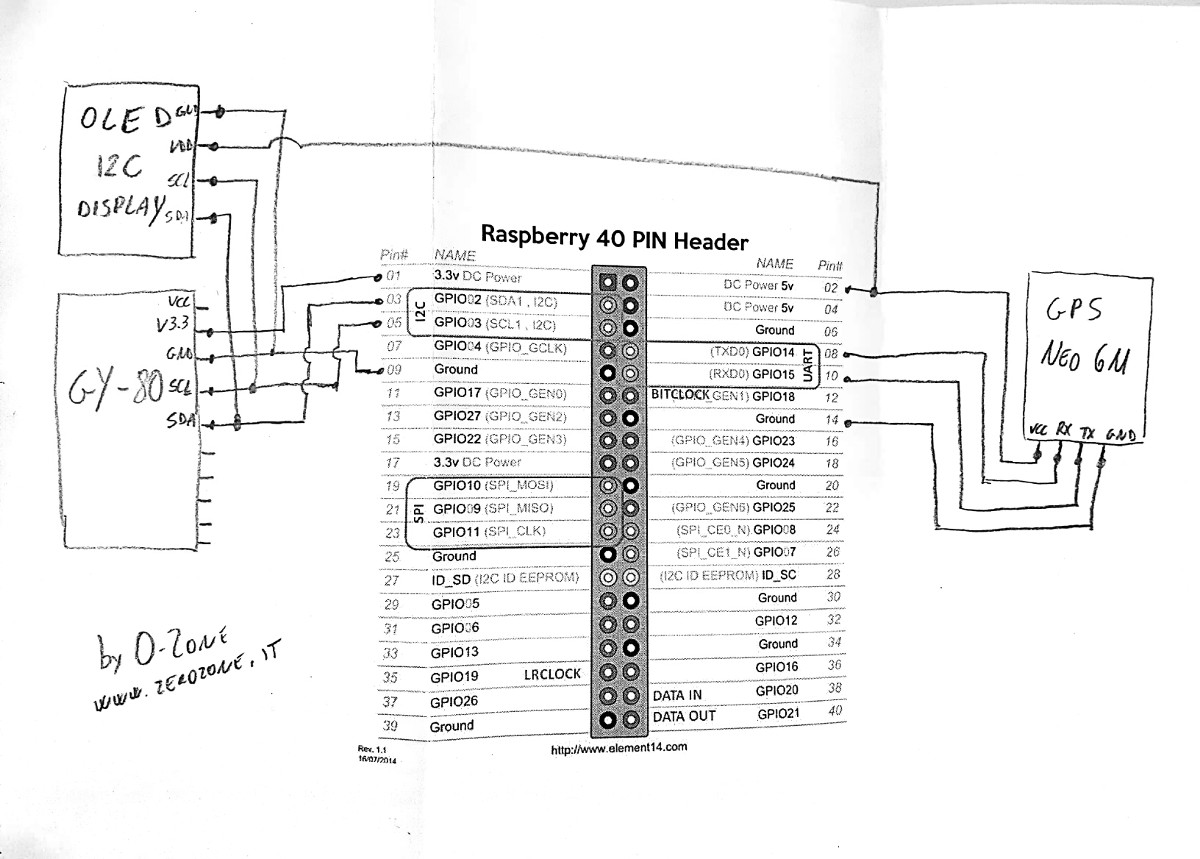 OLED GND
VDD
I2C
SCL
DISPLAY SDA
Raspberry 40 PIN Header
Pin# NAME NAME Pin#
01 3.3v DC Power DC Power 5v 02
03 GPIO02 (SDA1 , I2C) DC Power 5v 04
05 GPIO03 (SCL1 , I2C) Ground 06
I2C
07 GPIO04 (GPIO_GCLK) (TXD0) GPIO14 08
09 Ground (RXD0) GPIO15 10
UART
11 GPIO17 (GPIO_GEN0) BITCLOCK_GEN1) GPIO18 12
13 GPIO27 (GPIO_GEN2) Ground 14
15 GPIO22 (GPIO_GEN3) (GPIO_GEN4) GPIO23 16
17 3.3v DC Power (GPIO_GEN5) GPIO24 18
19 GPIO10 (SPI_MOSI) Ground 20
21 GPIO09 (SPI_MISO) (GPIO_GEN6) GPIO25 22
23 GPIO11 (SPI_CLK) (SPI_CE0_N) GPIO08 24
SPI
25 Ground (SPI_CE1_N) GPIO07 26
27 ID_SD (I2C ID EEPROM) (I2C ID EEPROM) ID_SC 28
29 GPIO05 Ground 30
31 GPIO06 GPIO12 32
33 GPIO13 Ground 34
35 GPIO19 LRCLOCK GPIO16 36
37 GPIO26 DATA IN GPIO20 38
39 Ground DATA OUT GPIO21 40
Rev. 1.1
16/07/2014
http://www.element14.com
VCC
V3.3
GND
GY-80 SCL
SDA
GPS
NEO 6M
VCC RX TX GND
by O-ZONE
www.ZEROZONE.IT